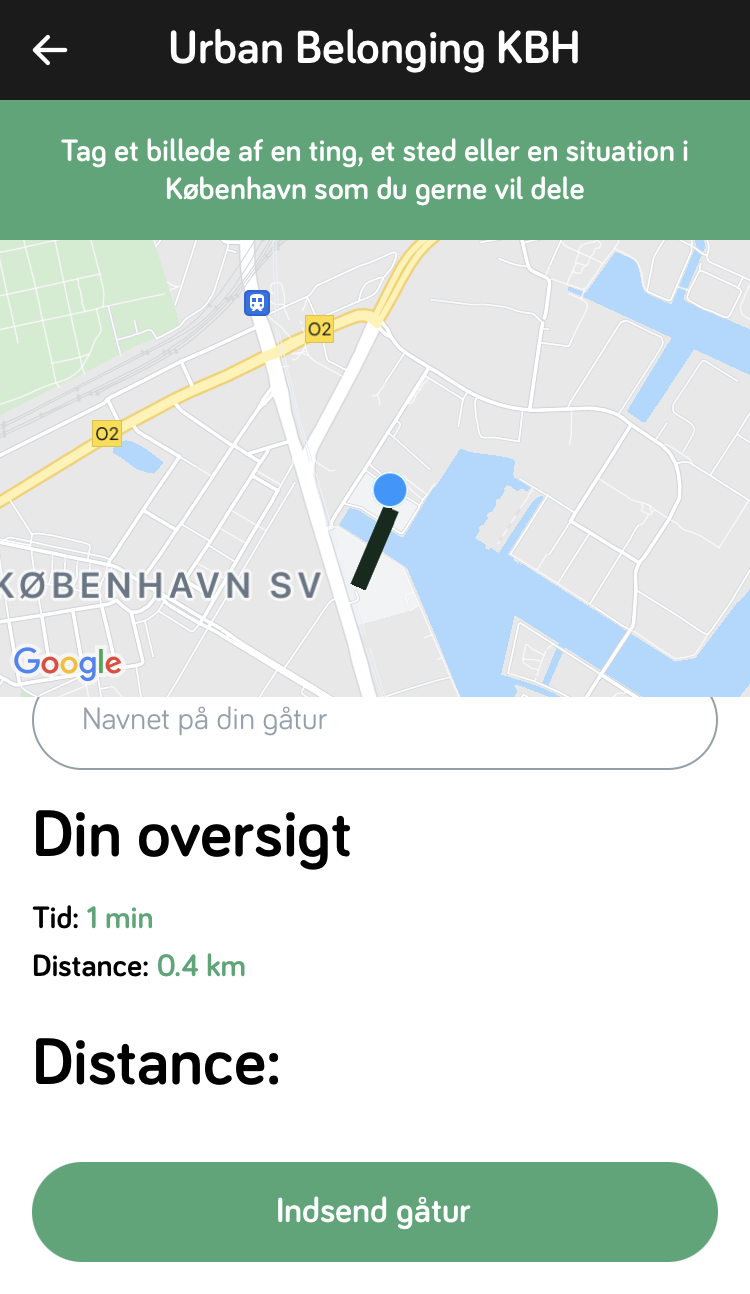 Urban Belonging KBH
Tag et billede af en ting, et sted eller en situation i
København som du gerne vil dele
O2
O2
KØBENHAVN SV
Google
Navnet på din gåtur
Din oversigt
Tid: 1 min
Distance: 0.4 km
Distance:
Indsend gåtur